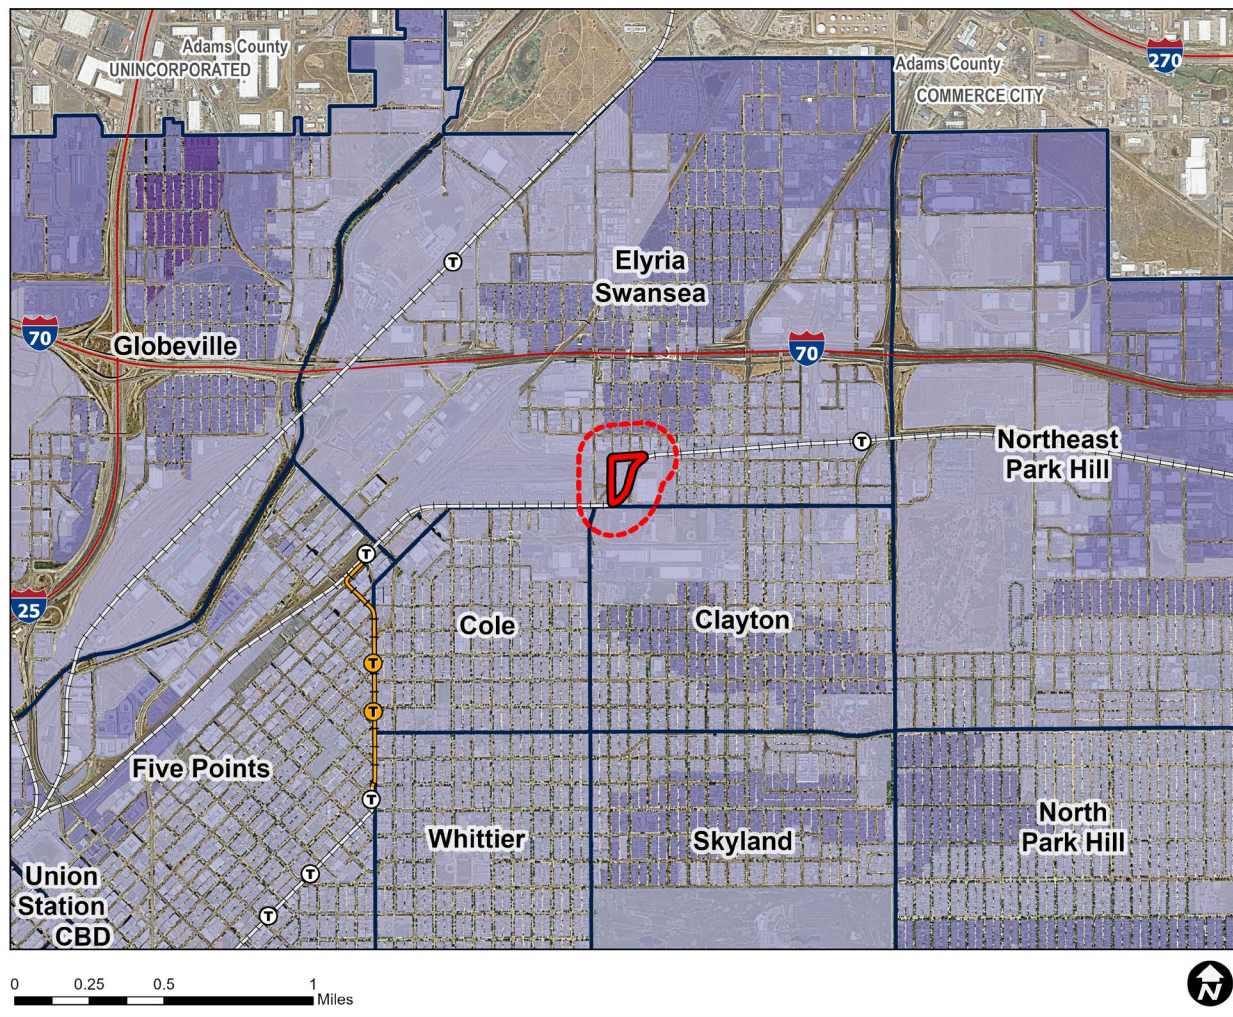 Adams County
UNINCORPORATED
270
Adams County
COMMERCE CITY
T
Elyria
Swansea
70
Globeville
70
T
Northeast
Park Hill
T
25
Cole
Clayton
T
T
Five Points
T
North
Park Hill
Whittier
Skyland
Union
Station
CBD
T
T
0 0.25 0.5 1
Miles
N